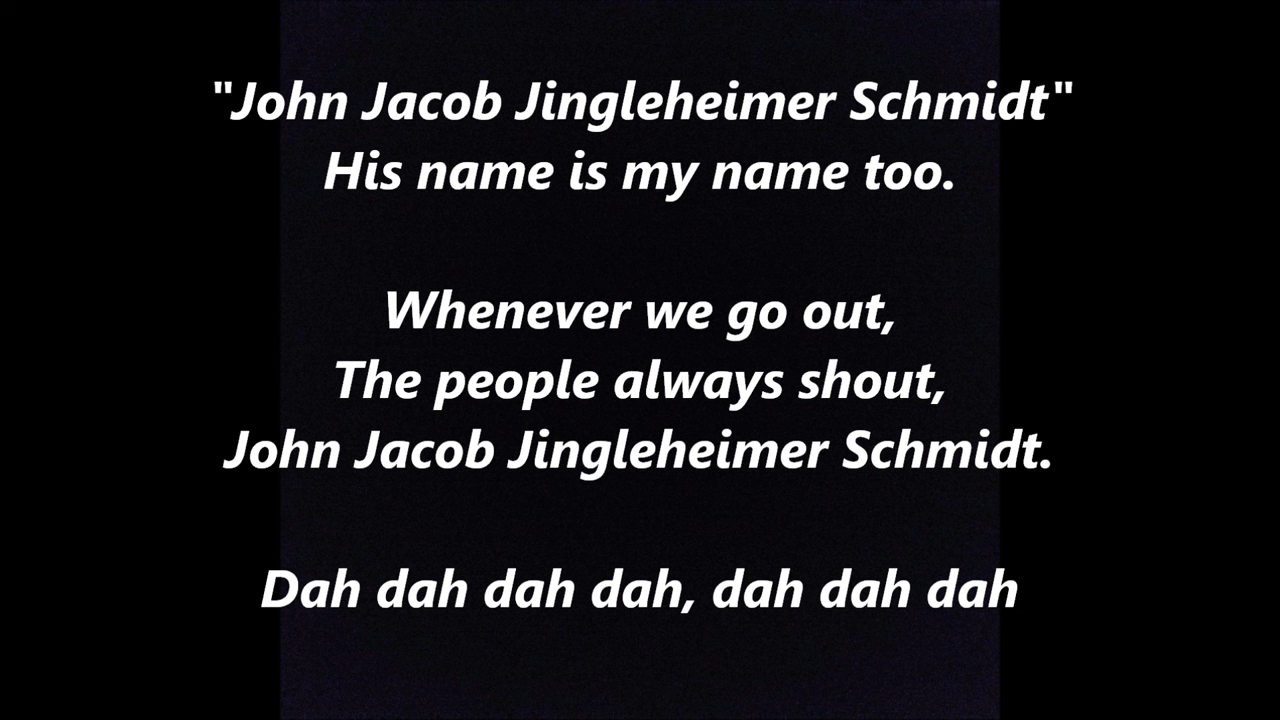 "John Jacob Jingleheimer Schmidt"
His name is my name too.
Whenever we go out,
The people always shout,
John Jacob Jingleheimer Schmidt.
Dah dah dah dah, dah dah dah